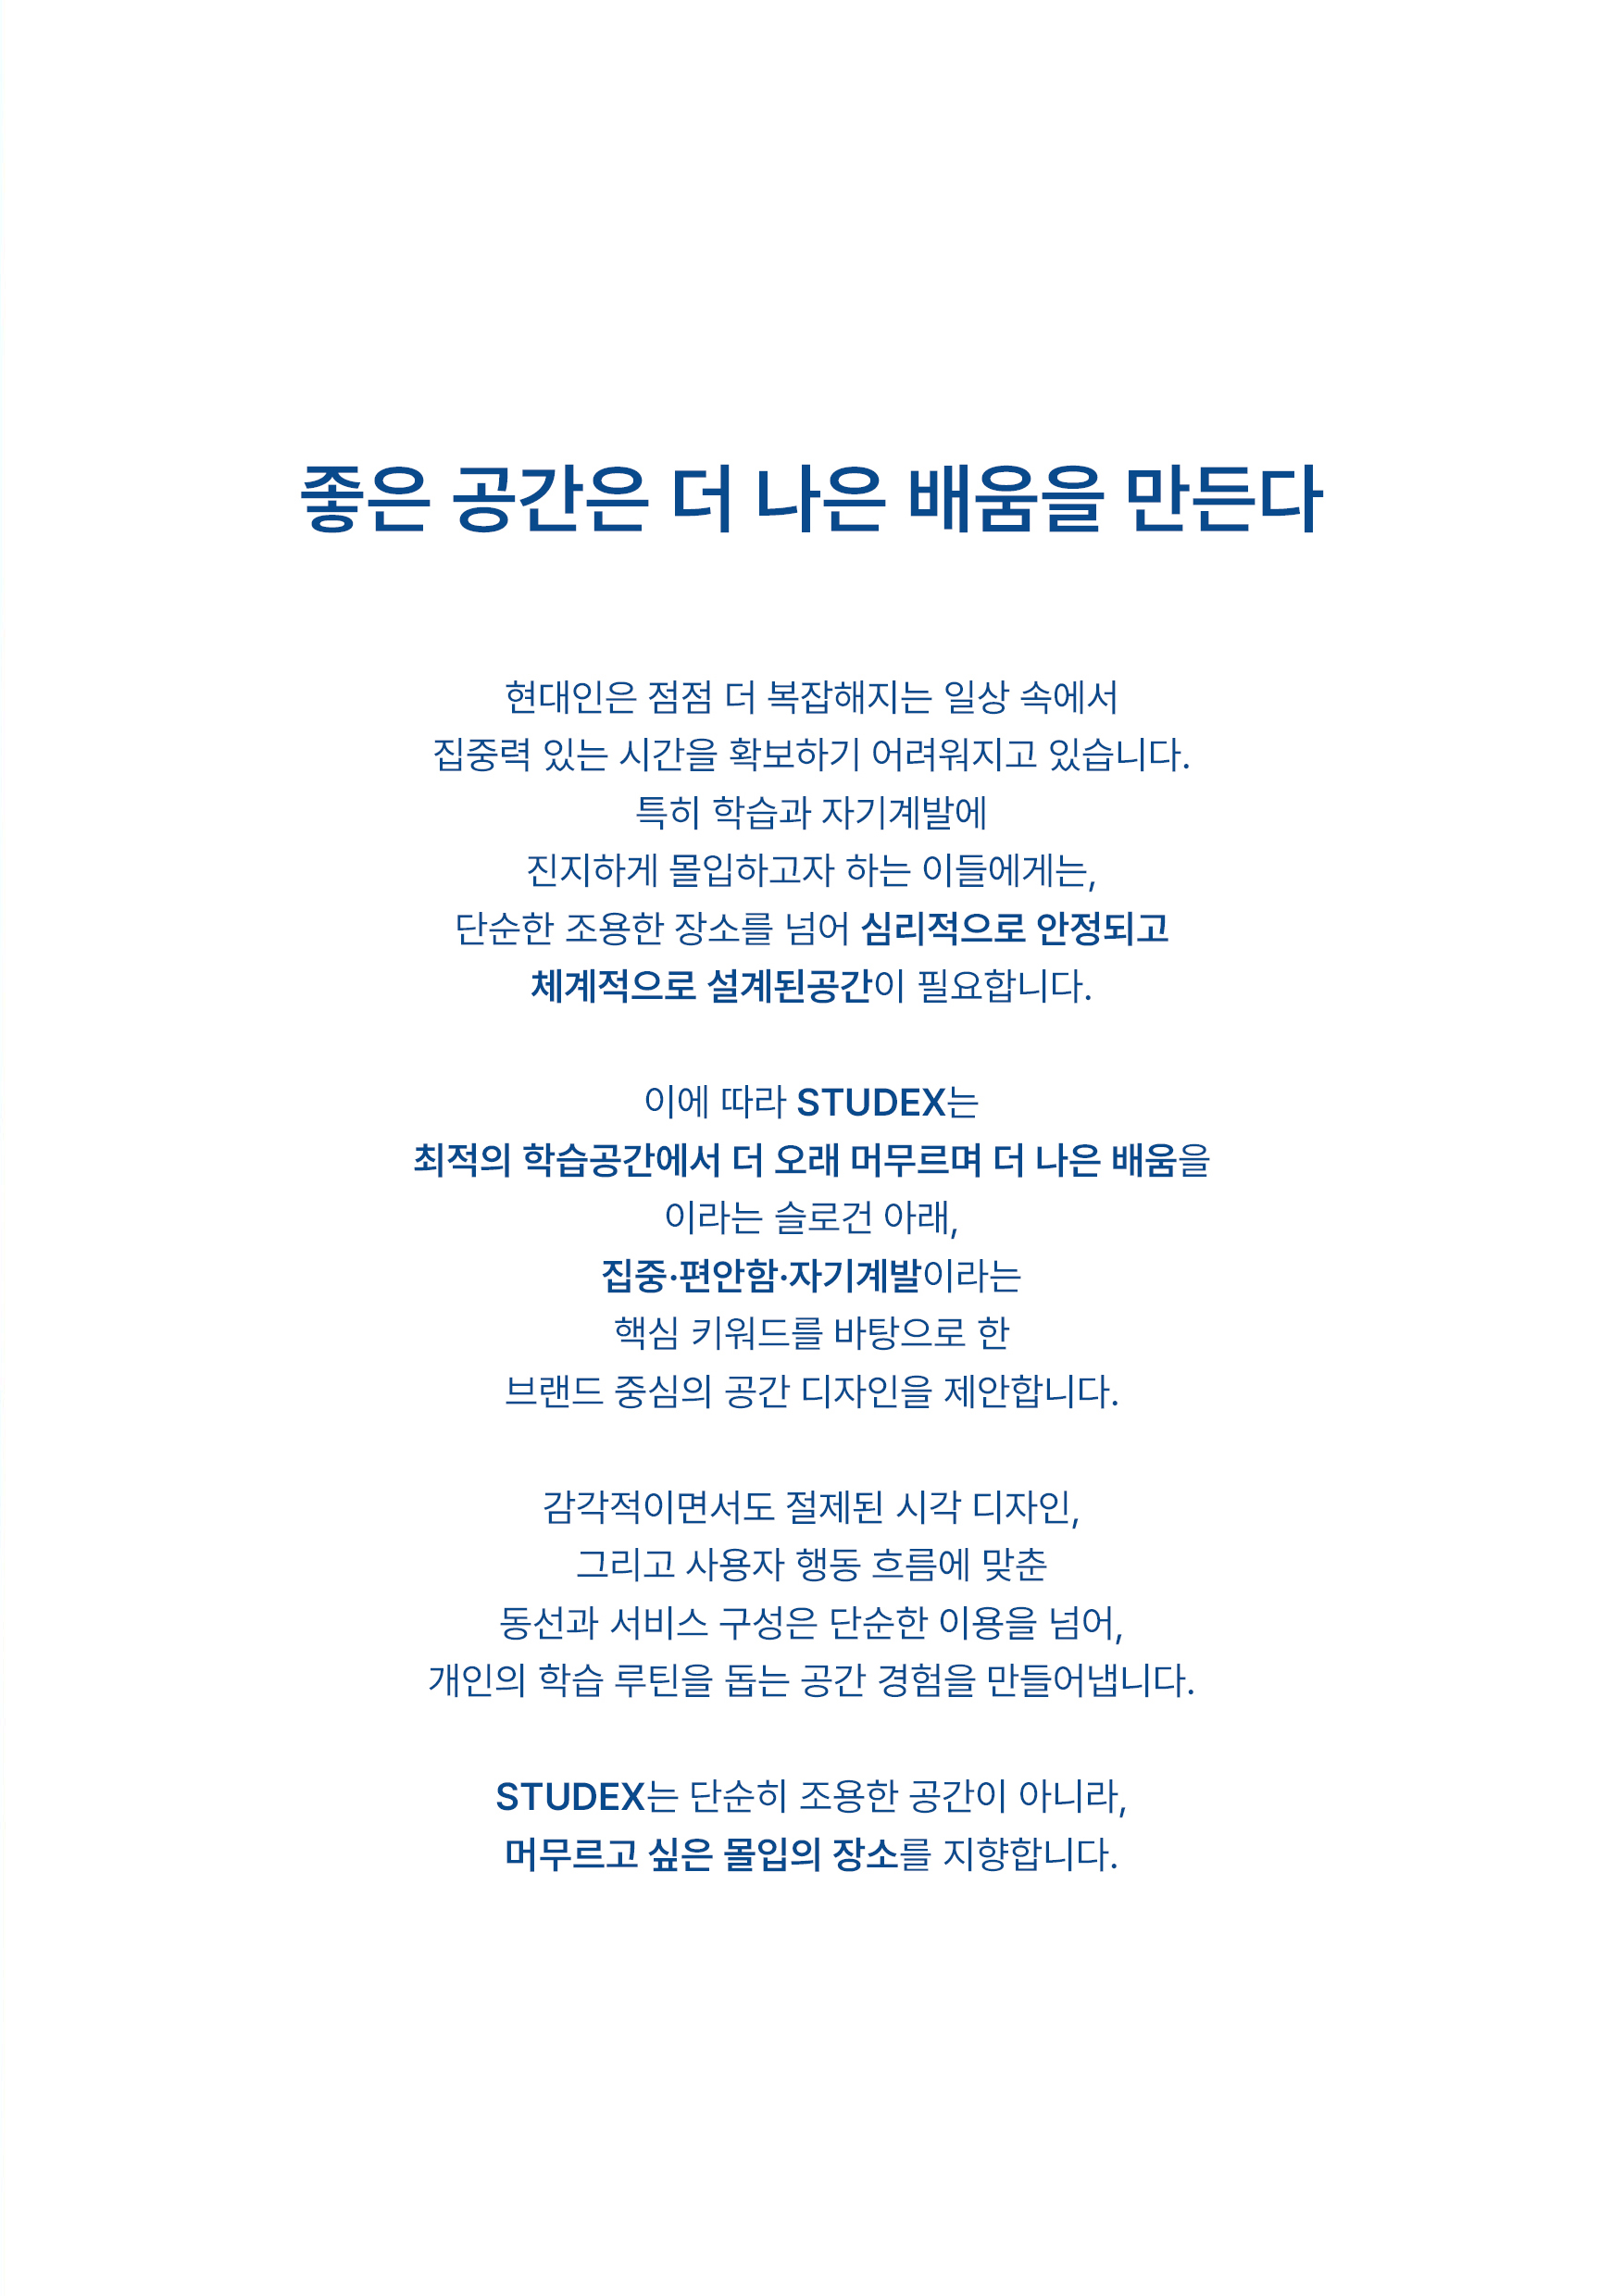 좋은 공간은 더 나은 배움을 만든다
현대인은 점점 더 복잡해지는 일상 속에서
집중력 있는 시간을 확보하기 어려워지고 있습니다.
특히 학습과 자기계발에
진지하게 몰입하고자 하는 이들에게는,
단순한 조용한 장소를 넘어 심리적으로 안정되고
체계적으로 설계된공간이 필요합니다.
이에 따라 STUDEX는
최적의 학습공간에서 더 오래 머무르며 더 나은 배움을
이라는 슬로건 아래,
집중·편안함·자기계발이라는
핵심 키워드를 바탕으로 한
브랜드 중심의 공간 디자인을 제안합니다.
감각적이면서도 절제된 시각 디자인,
그리고 사용자 행동 흐름에 맞춘
동선과 서비스 구성은 단순한 이용을 넘어,
개인의 학습 루틴을 돕는 공간 경험을 만들어냅니다.
STUDEX는 단순히 조용한 공간이 아니라,
머무르고 싶은 몰입의 장소를 지향합니다.